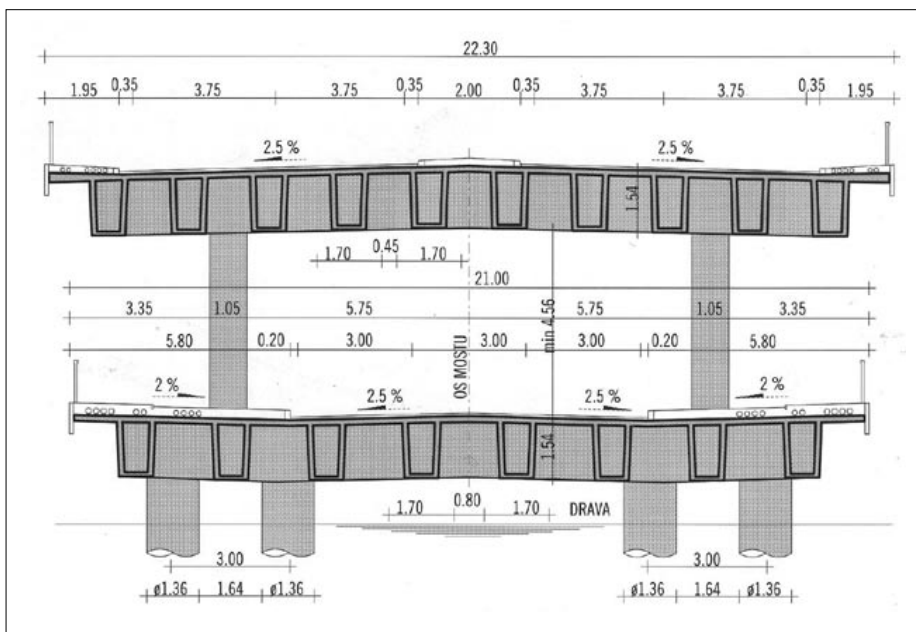 22.30
1.95 0,35 3.75 3.75 0,35 2.00 0,35 3.75 3.75 0,35 1.95
2.5 % 2.5 %
1.54
1.70 0.45 1.70
21.00
3.35 1.05 5.75 5.75 1.05 3.35
5.80 0.20 3.00 3.00 3.00 0.20 5.80
OS MOSTU
min 4.56
2 % 2.5 % 2.5 % 2 %
1.54
1.70 0.80 1.70 DRAVA
3.00 3.00
ø1.36 1.64 ø1.36 ø1.36 1.64 ø1.36